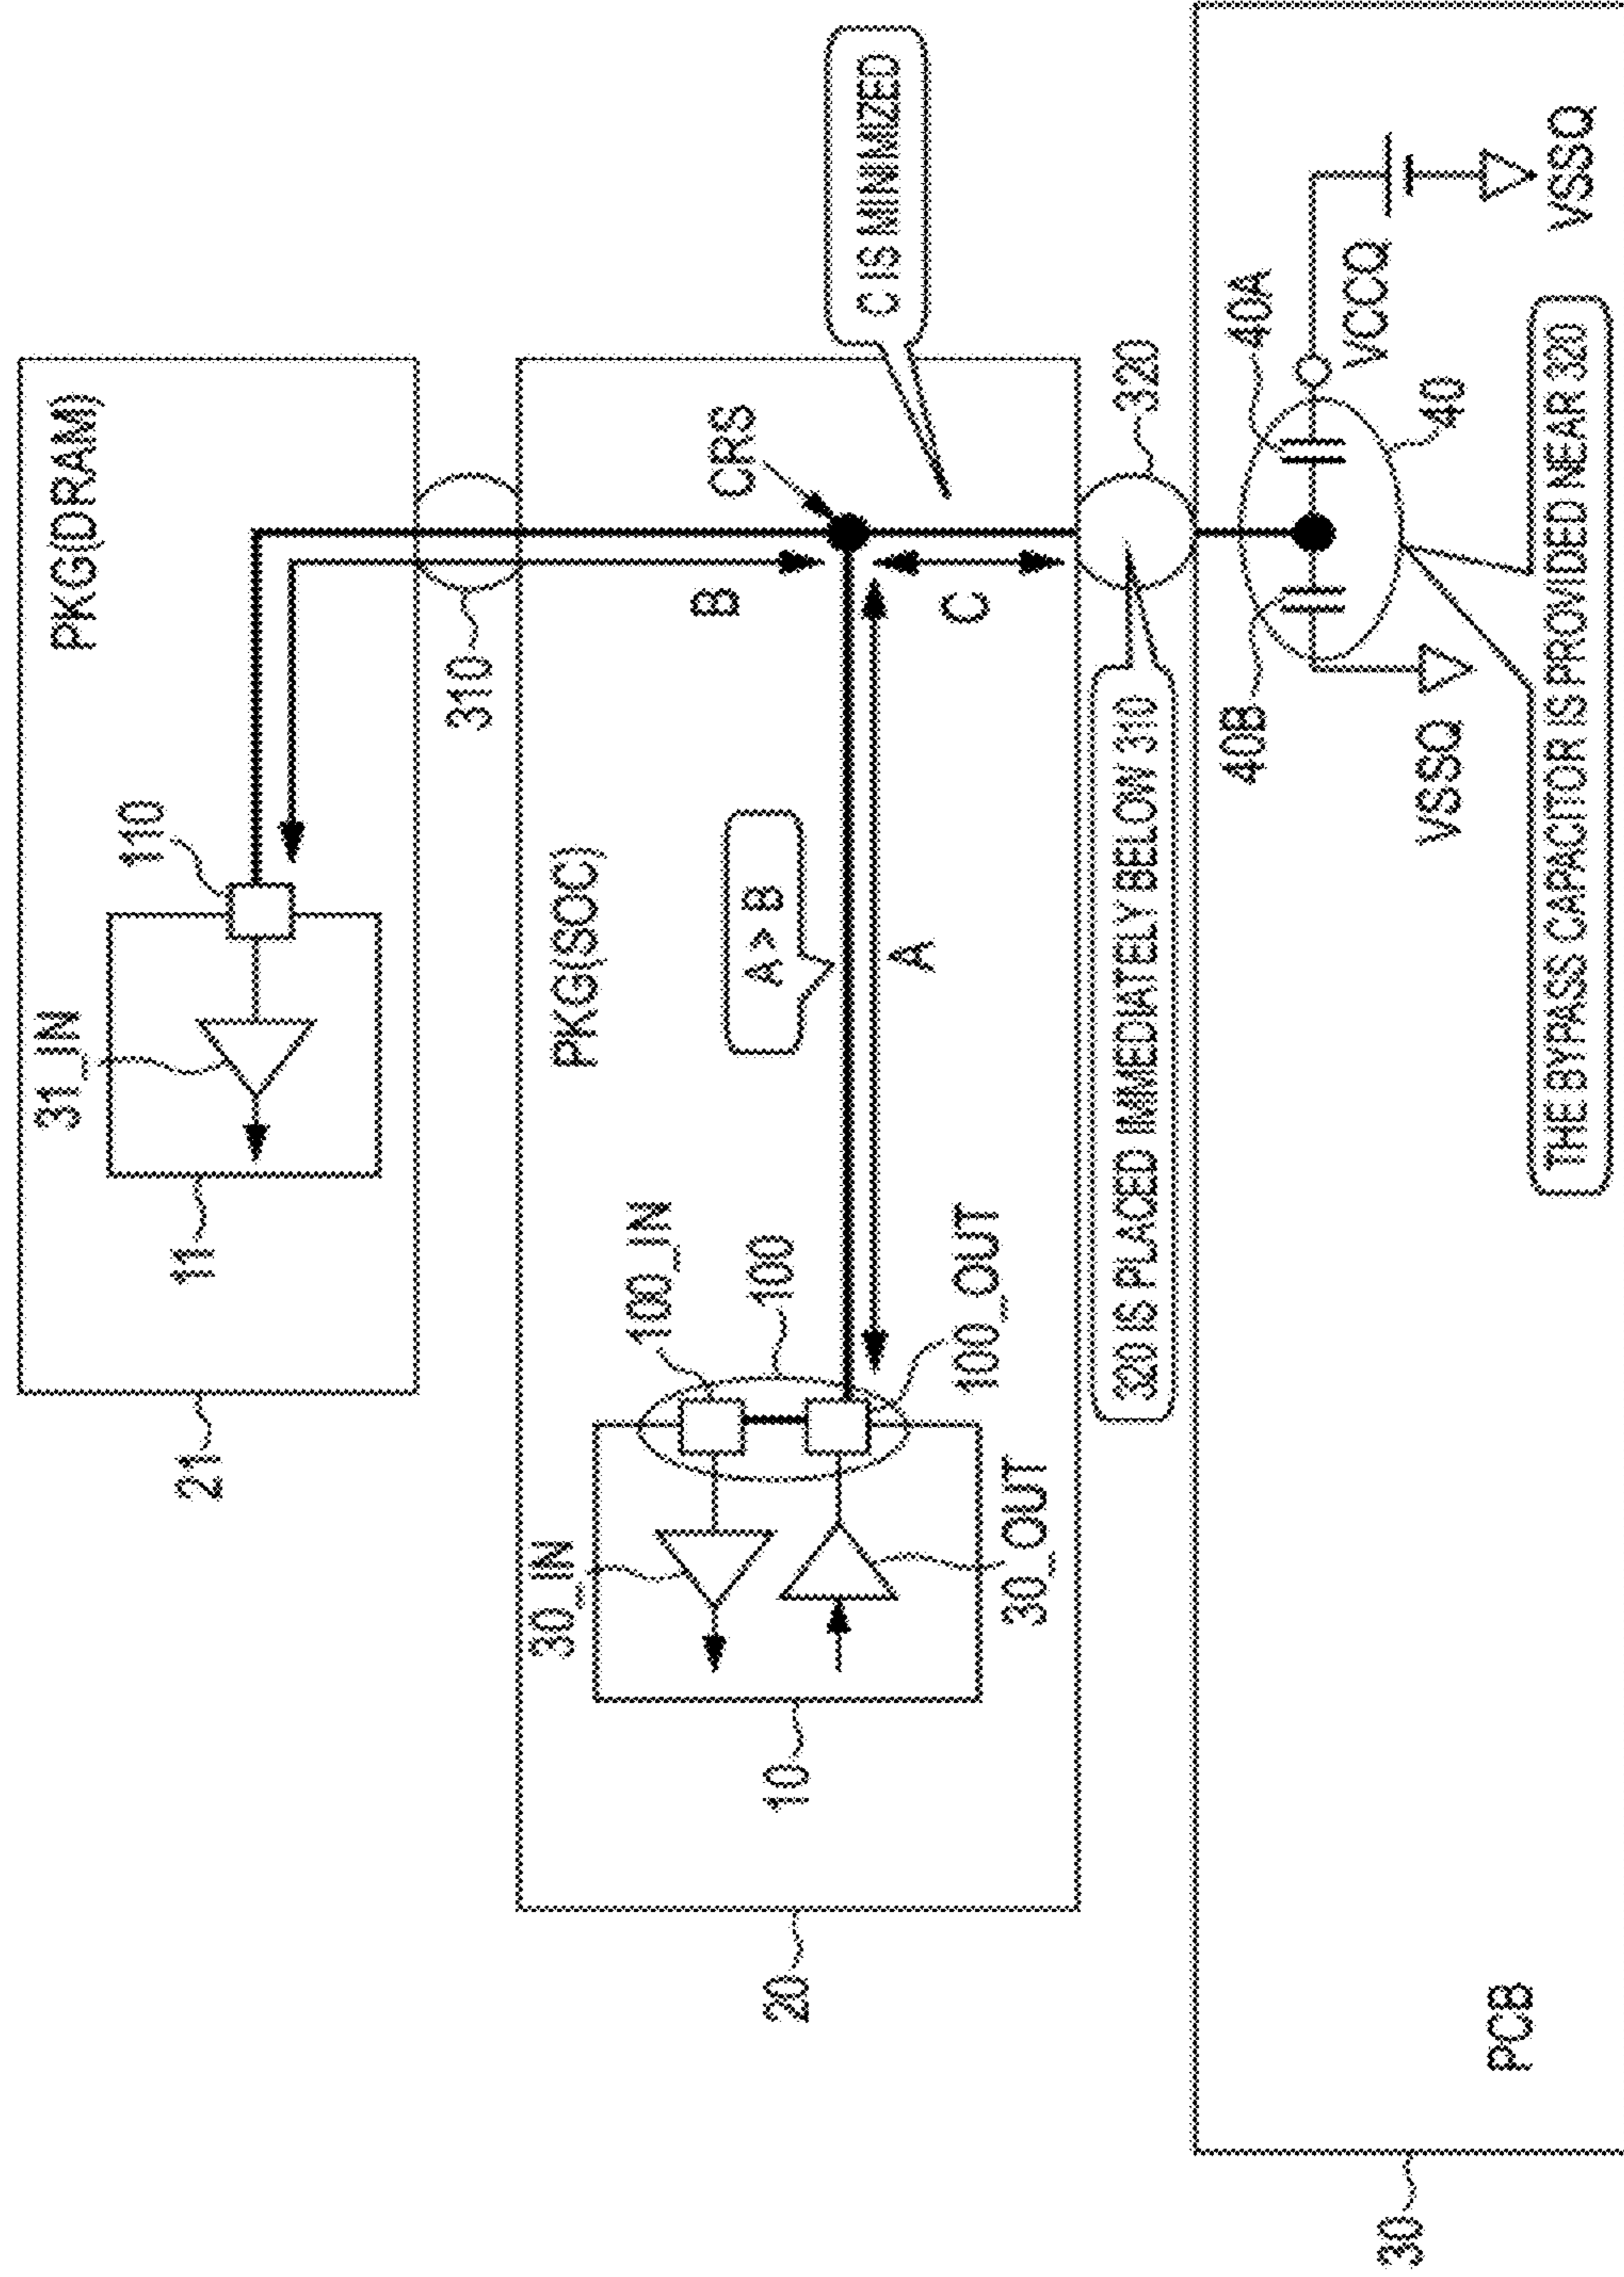 PKG(DRAM)
31_IN
110
11
21
310
PKG(SOC)
CRS
C IS MINIMIZED
B
A > B
A
C
100_IN
100
100_OUT
30_IN
30_OUT
10
20
320
320 IS PLACED IMMEDIATELY BELOW 310
40A
40B
40
VCCQ
VSSQ
VSSQ
THE BYPASS CAPACITOR IS PROVIDED NEAR 320
PCB
30